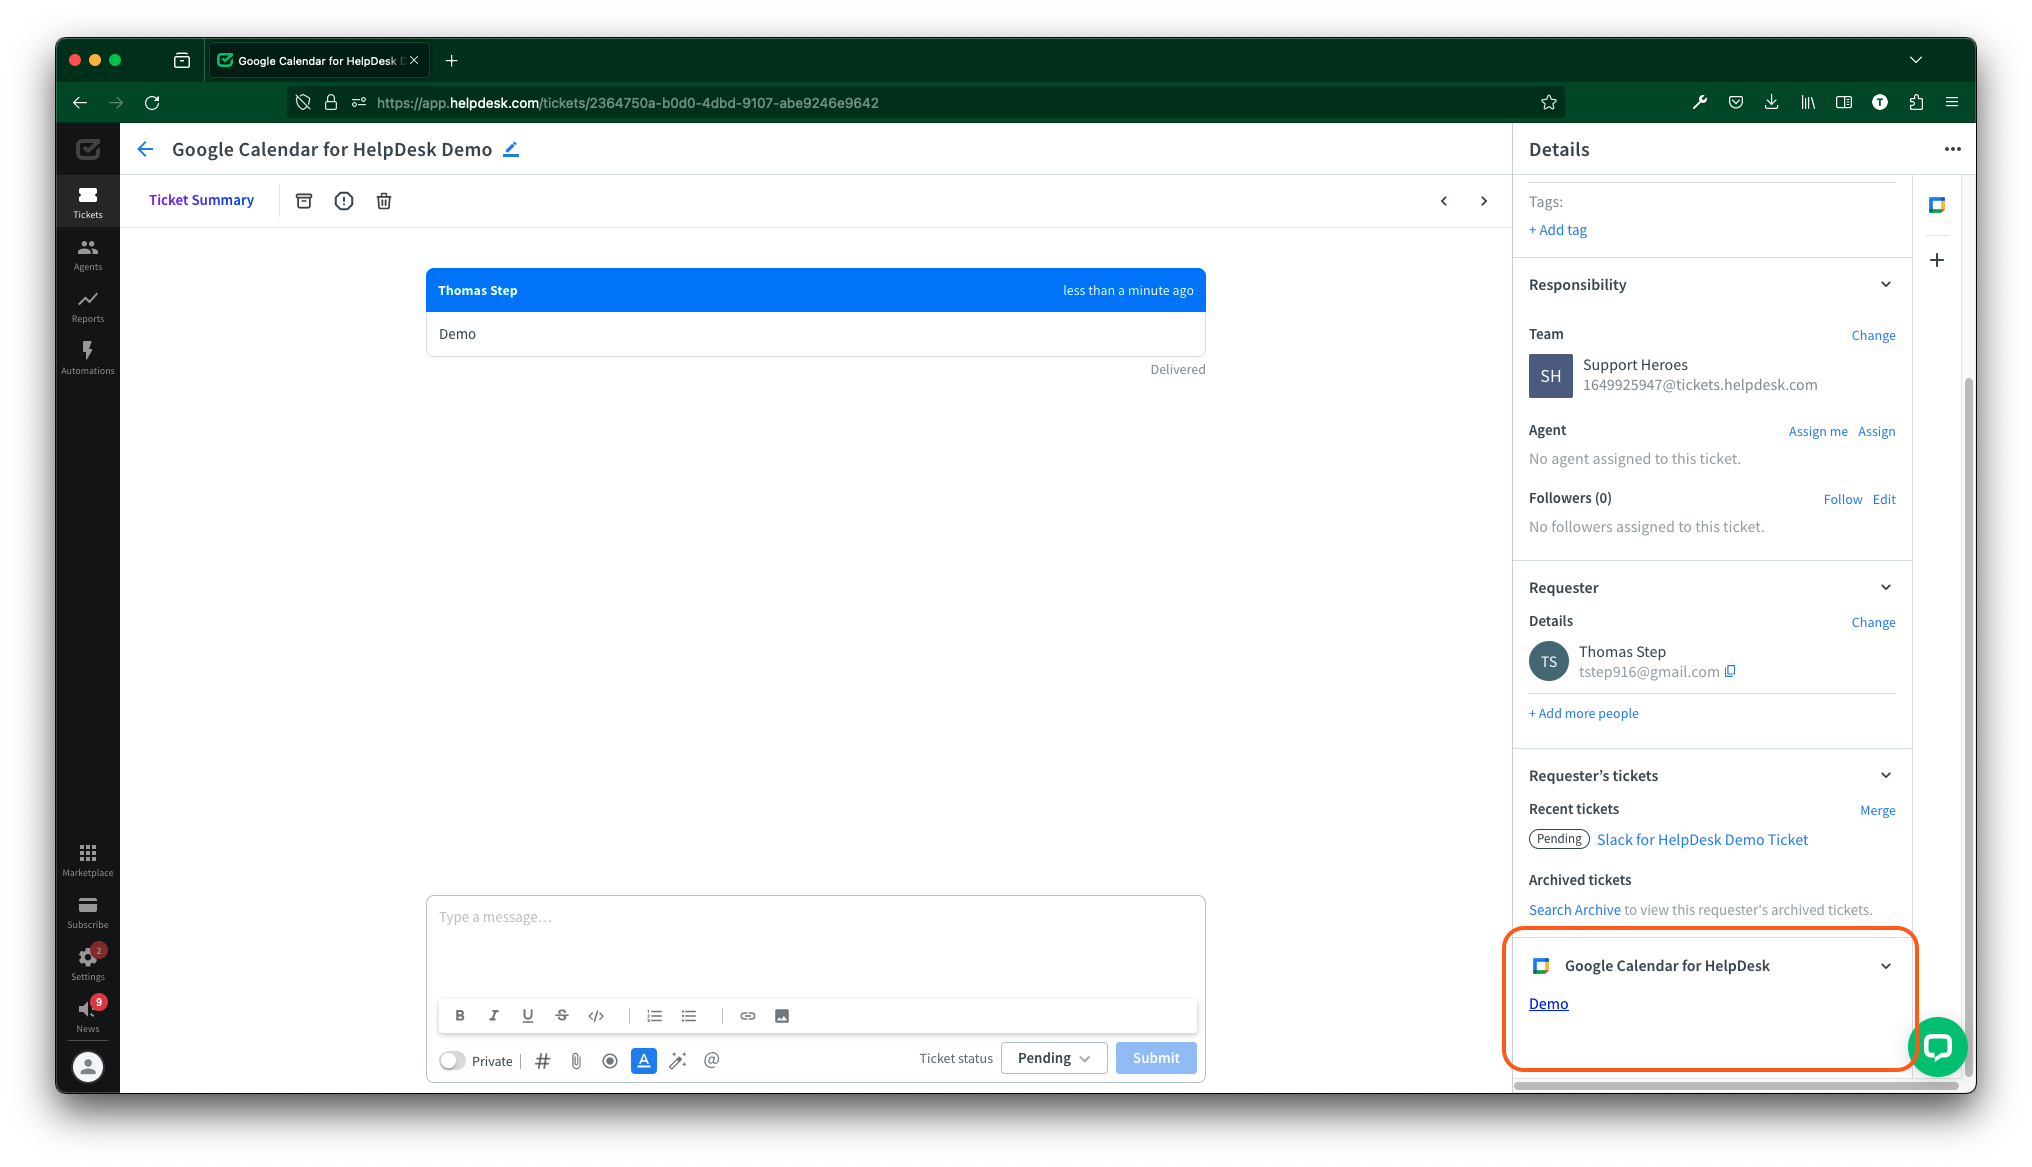 Google Calendar for HelpDesk D
https://app.helpdesk.com/tickets/2364750a-b0d0-4dbd-9107-abe9246e9642
T
Tickets
Agents
Reports
Automations
Marketplace
Subscribe
2
Settings
9
News
Google Calendar for HelpDesk Demo
Ticket Summary
Thomas Step
less than a minute ago
Demo
Delivered
Type a message...
B I U S </>
Private
# A @
Ticket status
Pending
Submit
Details
Tags:
+ Add tag
Responsibility
Team
Change
SH
Support Heroes
1649925947@tickets.helpdesk.com
Agent
Assign me Assign
No agent assigned to this ticket.
Followers (0)
Follow Edit
No followers assigned to this ticket.
Requester
Details
Change
TS
Thomas Step
tstep916@gmail.com
+ Add more people
Requester's tickets
Recent tickets
Merge
Pending Slack for HelpDesk Demo Ticket
Archived tickets
Search Archive to view this requester's archived tickets.
Google Calendar for HelpDesk
Demo